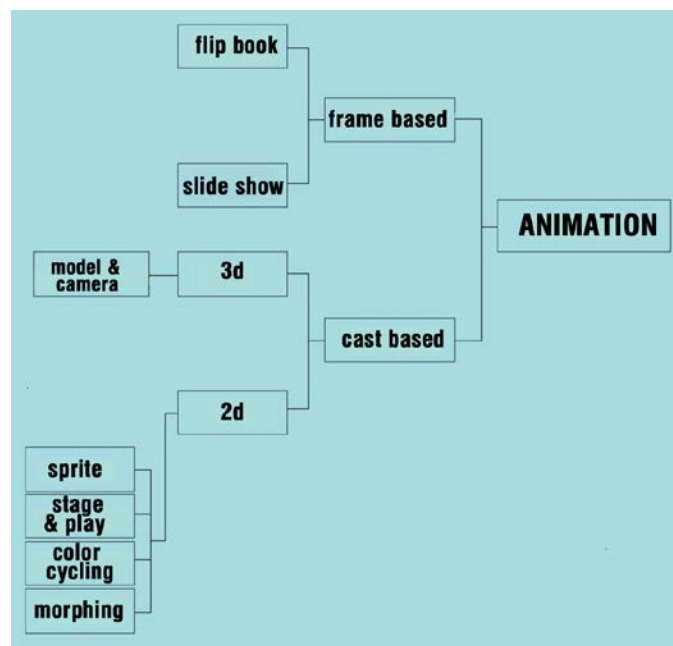 flip book
frame based
slide show
ANIMATION
model &
camera
3d
cast based
2d
sprite
stage
& play
color
cycling
morphing